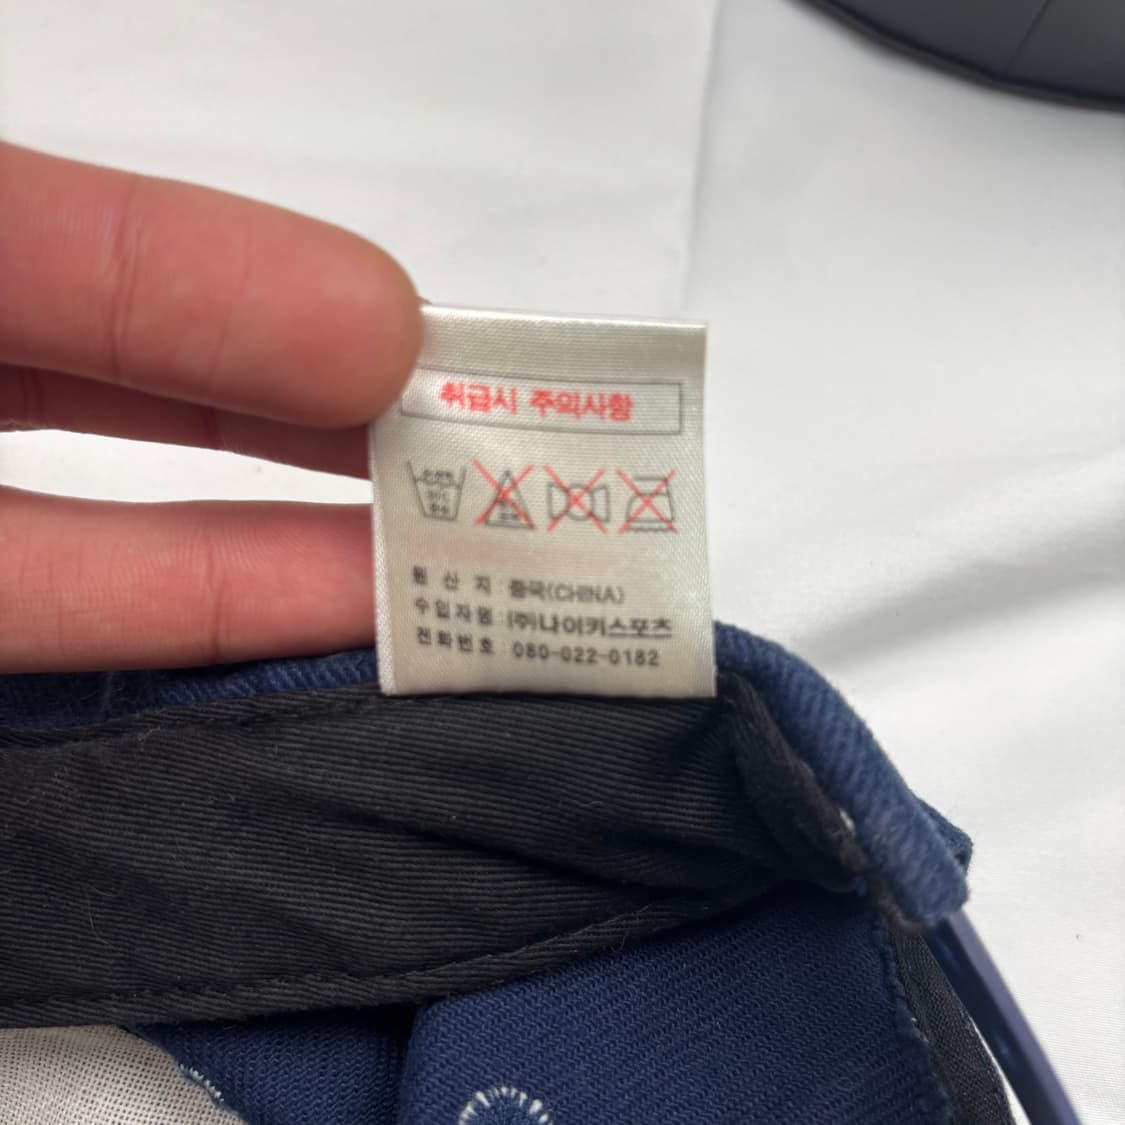 취급시 주의사항
원 산 지 : 중국(CHINA)
수입자명 : (주)나이키스포츠
전화번호 : 080-022-0182